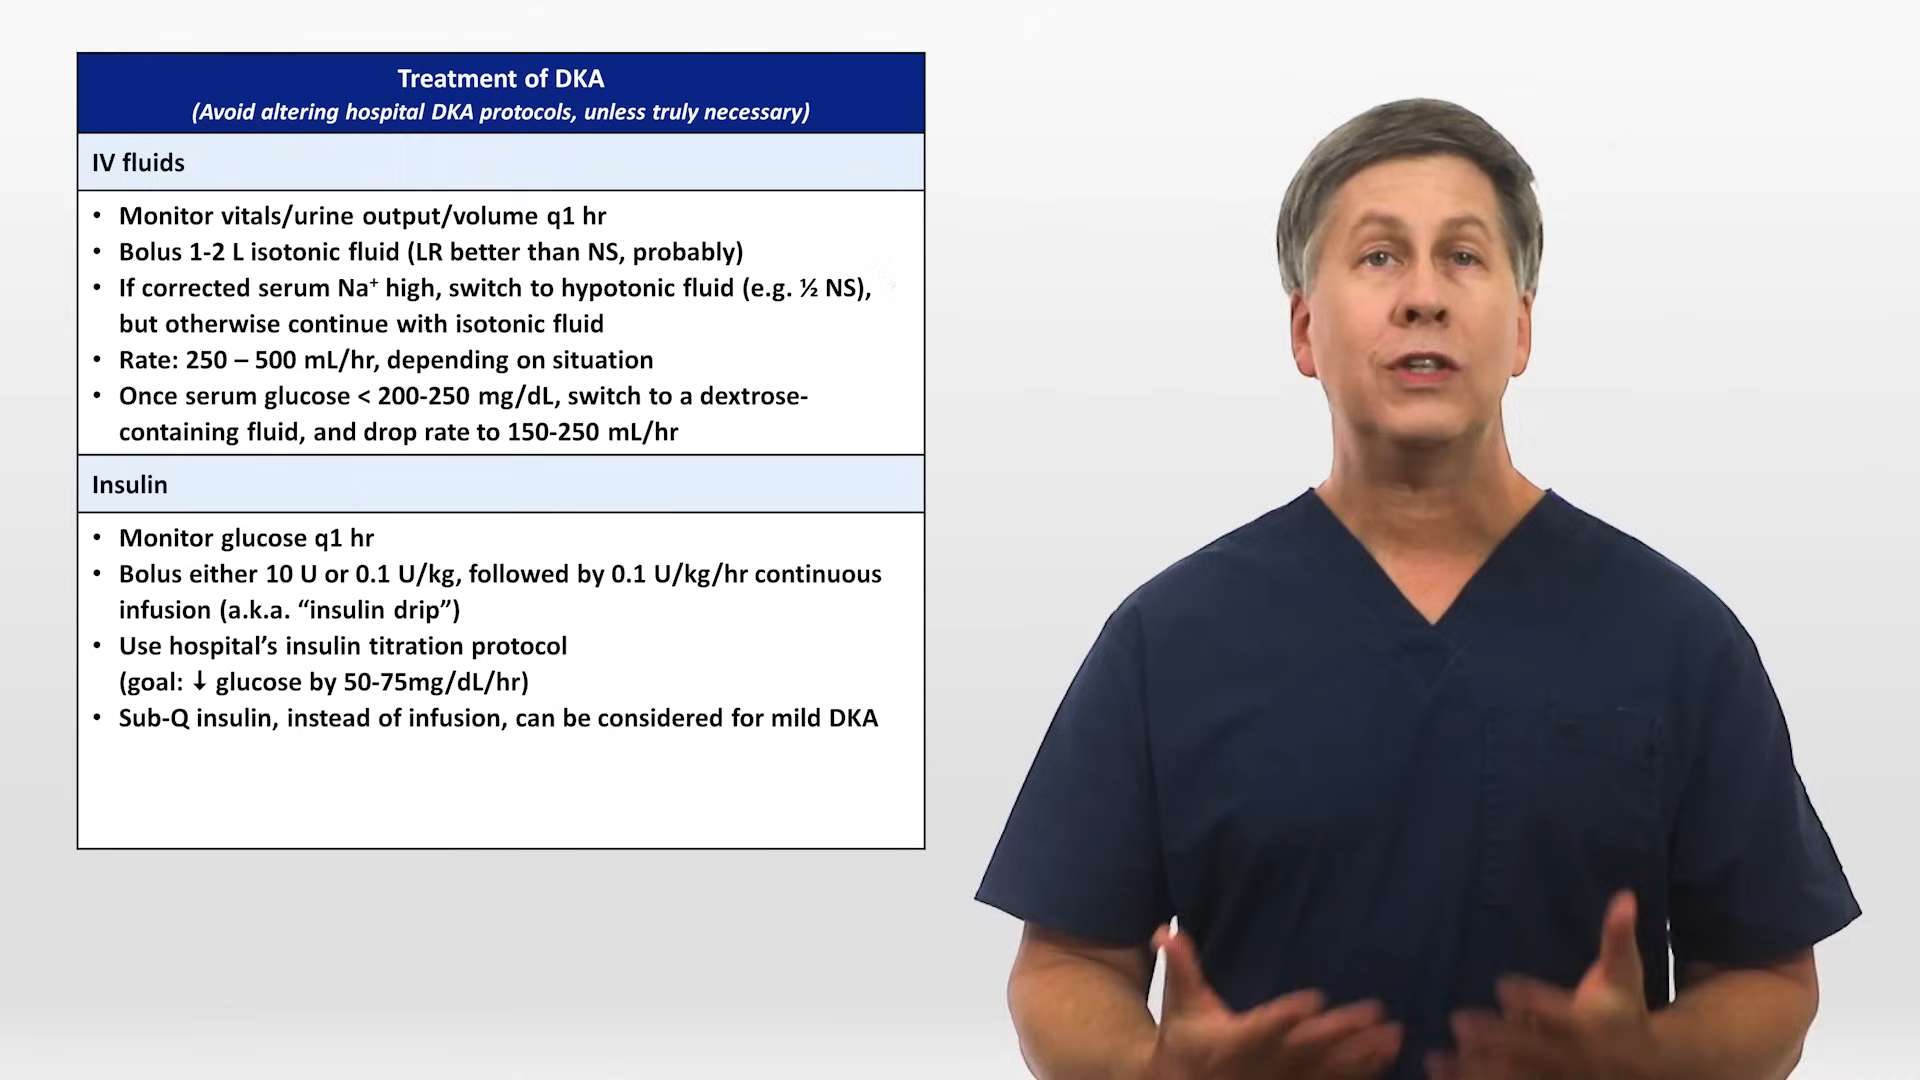 Treatment of DKA
(Avoid altering hospital DKA protocols, unless truly necessary)
IV fluids
• Monitor vitals/urine output/volume q1 hr
• Bolus 1-2 L isotonic fluid (LR better than NS, probably)
• If corrected serum Na⁺ high, switch to hypotonic fluid (e.g. ½ NS),
but otherwise continue with isotonic fluid
• Rate: 250 – 500 mL/hr, depending on situation
• Once serum glucose < 200-250 mg/dL, switch to a dextrose-
containing fluid, and drop rate to 150-250 mL/hr
Insulin
• Monitor glucose q1 hr
• Bolus either 10 U or 0.1 U/kg, followed by 0.1 U/kg/hr continuous
infusion (a.k.a. “insulin drip”)
• Use hospital’s insulin titration protocol
(goal: ↓ glucose by 50-75mg/dL/hr)
• Sub-Q insulin, instead of infusion, can be considered for mild DKA